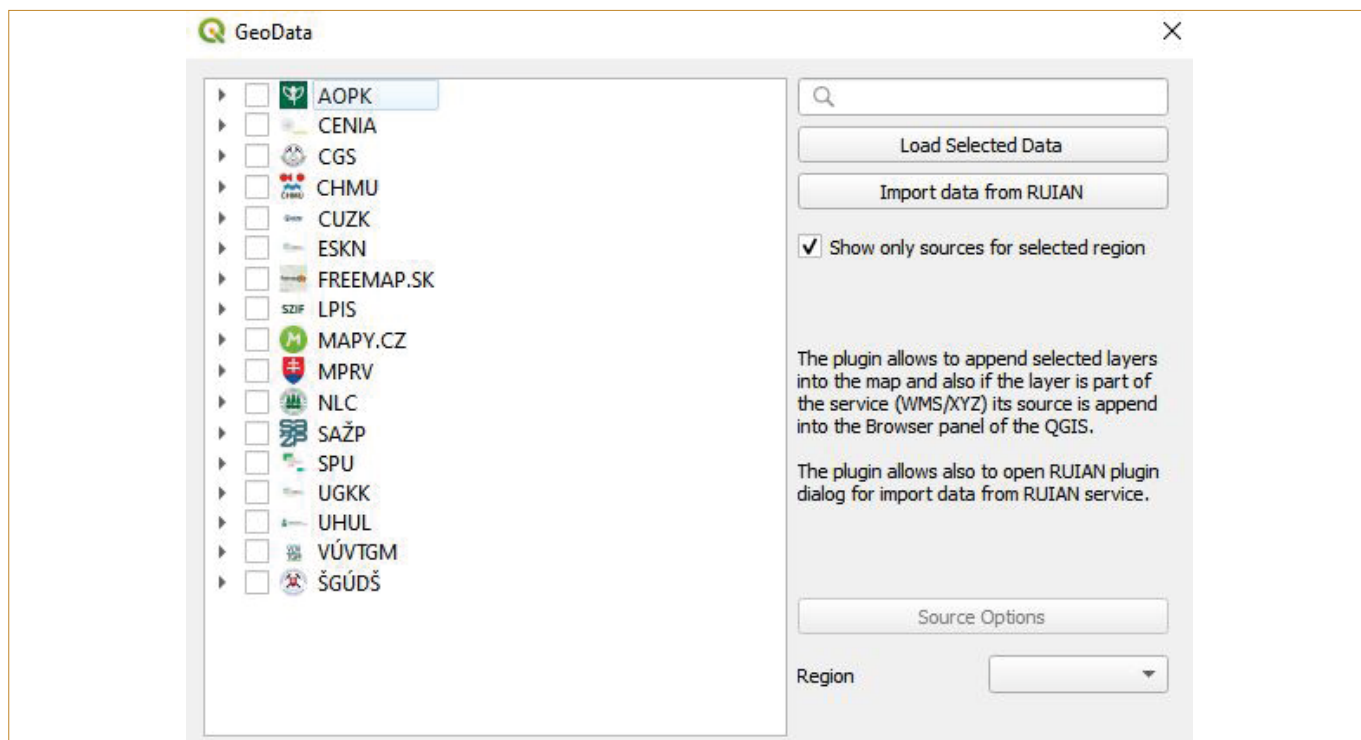 GeoData
AOPK
CENIA
CGS
CHMU
CUZK
ESKN
FREEMAP.SK
SZIF LPIS
MAPY.CZ
MPRV
NLC
SAŽP
SPU
UGKK
UHUL
VÚVTGM
ŠGÚDŠ
Load Selected Data
Import data from RUIAN
Show only sources for selected region
The plugin allows to append selected layers
into the map and also if the layer is part of
the service (WMS/XYZ) its source is append
into the Browser panel of the QGIS.
The plugin allows also to open RUIAN plugin
dialog for import data from RUIAN service.
Source Options
Region